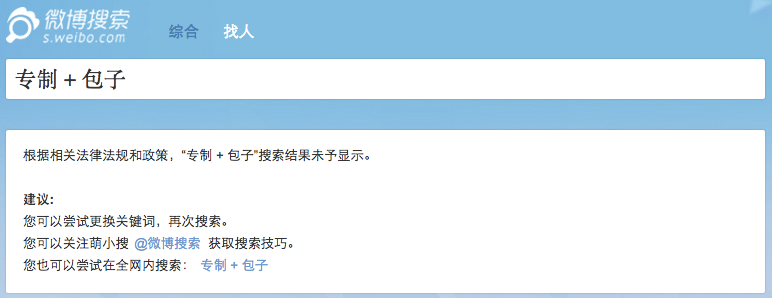 微博搜索
s.weibo.com
综合 找人
专制 + 包子
根据相关法律法规和政策，“专制 + 包子”搜索结果未予显示。
建议：
您可以尝试更换关键词，再次搜索。
您可以关注萌小搜 @微博搜索 获取搜索技巧。
您也可以尝试在全网内搜索： 专制 + 包子